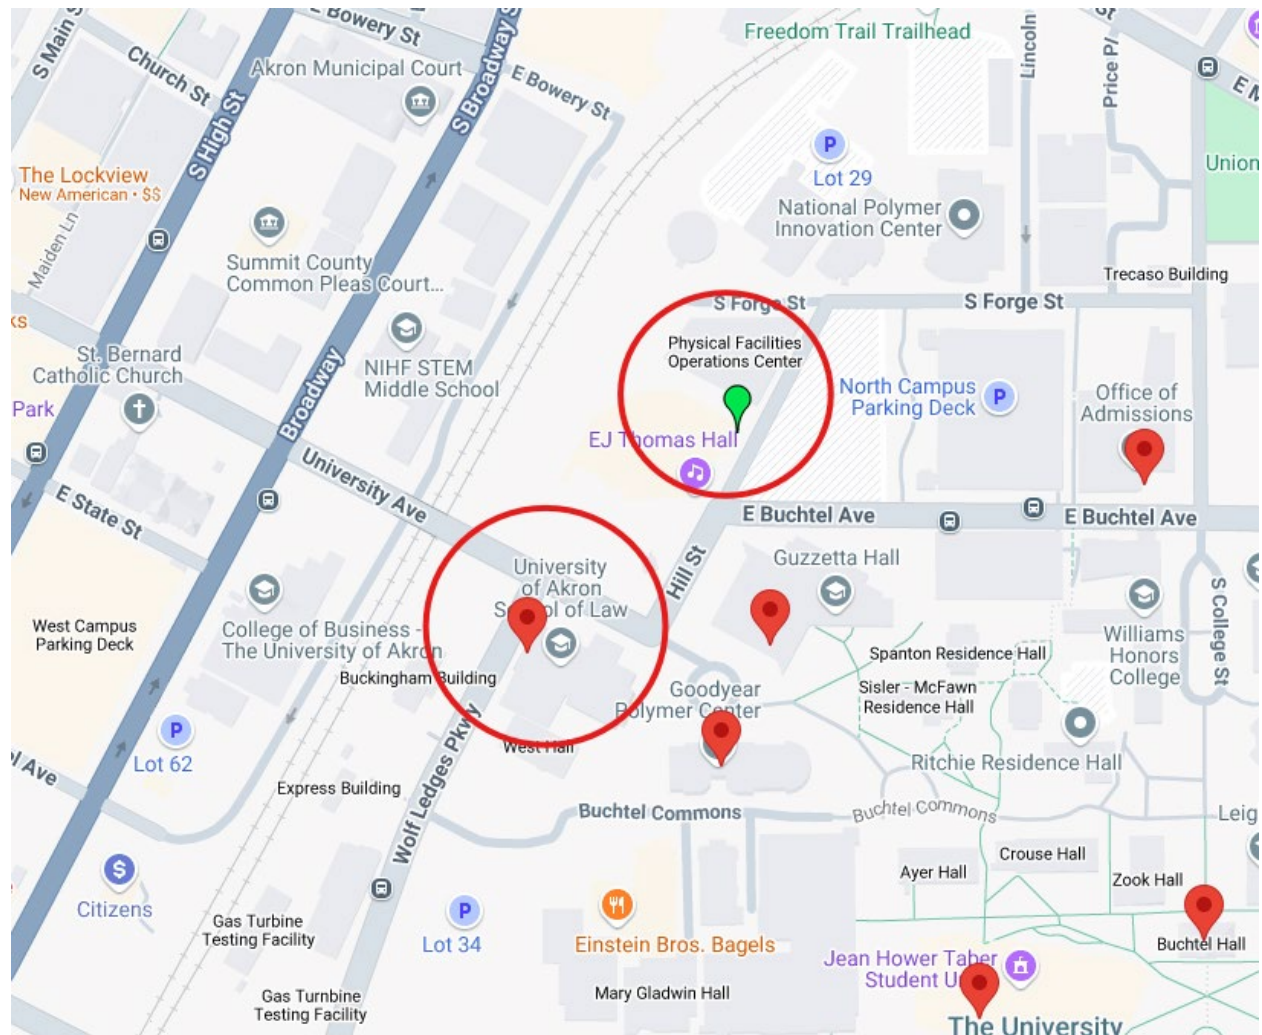 E Bowery St
S Main S
Church St
Akron Municipal Court
S High St
S Broadway S
E Bowery St
Freedom Trail Trailhead
Lincoln
Price Pl
St
E M
The Lockview
New American • $$
Maiden Ln
P
Lot 29
Union
National Polymer
Innovation Center
Summit County
Common Pleas Court...
Trecaso Building
S Forge St
S Forge St
ks
St. Bernard
Catholic Church
NIHF STEM
Middle School
Physical Facilities
Operations Center
North Campus
Parking Deck
P
Office of
Admissions
Park
Broadway
EJ Thomas Hall
University Ave
E State St
E Buchtel Ave
E Buchtel Ave
University
of Akron
School of Law
Hill St
Guzzetta Hall
S College St
West Campus
Parking Deck
College of Business -
The University of Akron
Buckingham Building
Spanton Residence Hall
Williams
Honors
College
Sisler - McFawn
Residence Hall
Goodyear
Polymer Center
P
Lot 62
West Hall
Wolf Ledges Pkwy
Ritchie Residence Hall
l Ave
Express Building
Buchtel Commons
Buchtel Commons
Leig
$
Citizens
Crouse Hall
Ayer Hall
Zook Hall
Gas Turbine
Testing Facility
P
Lot 34
Einstein Bros. Bagels
Buchtel Hall
Jean Hower Taber
Student U
Mary Gladwin Hall
Gas Turnbine
Testing Facility
The University